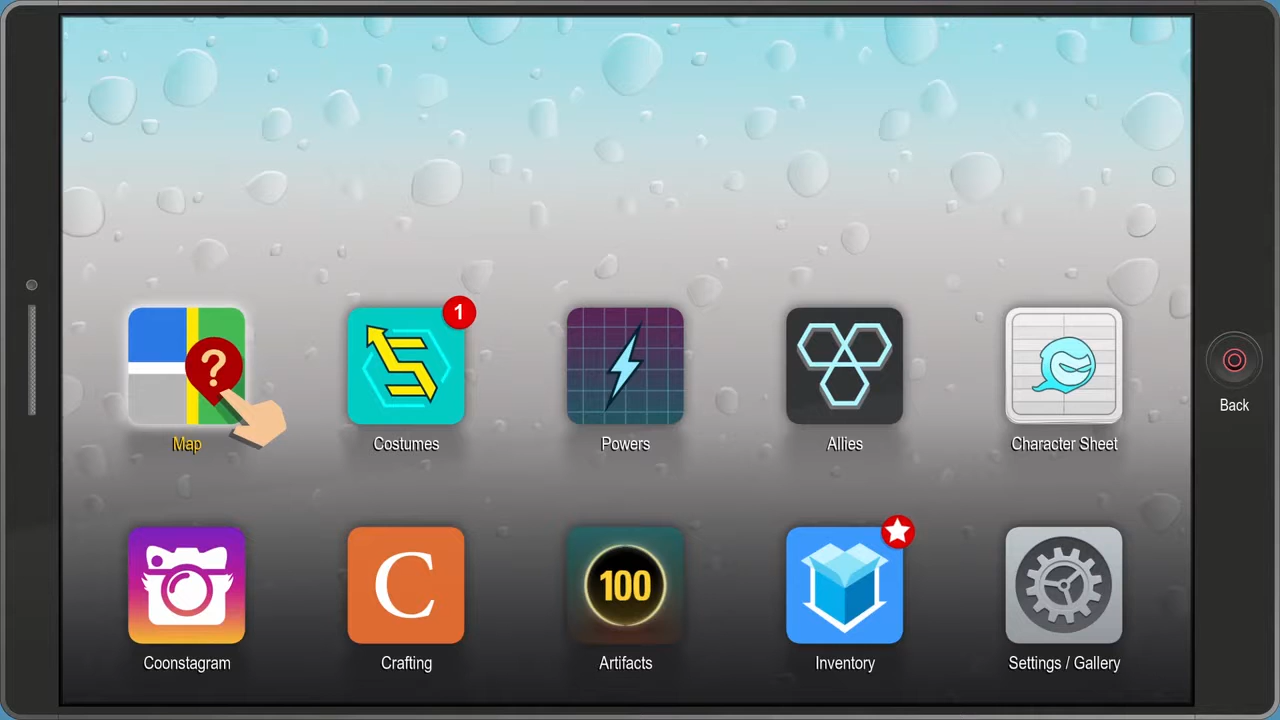 ?
1
Map
Costumes
Powers
Allies
Character Sheet
Back
C
100
Coonstagram
Crafting
Artifacts
Inventory
Settings / Gallery